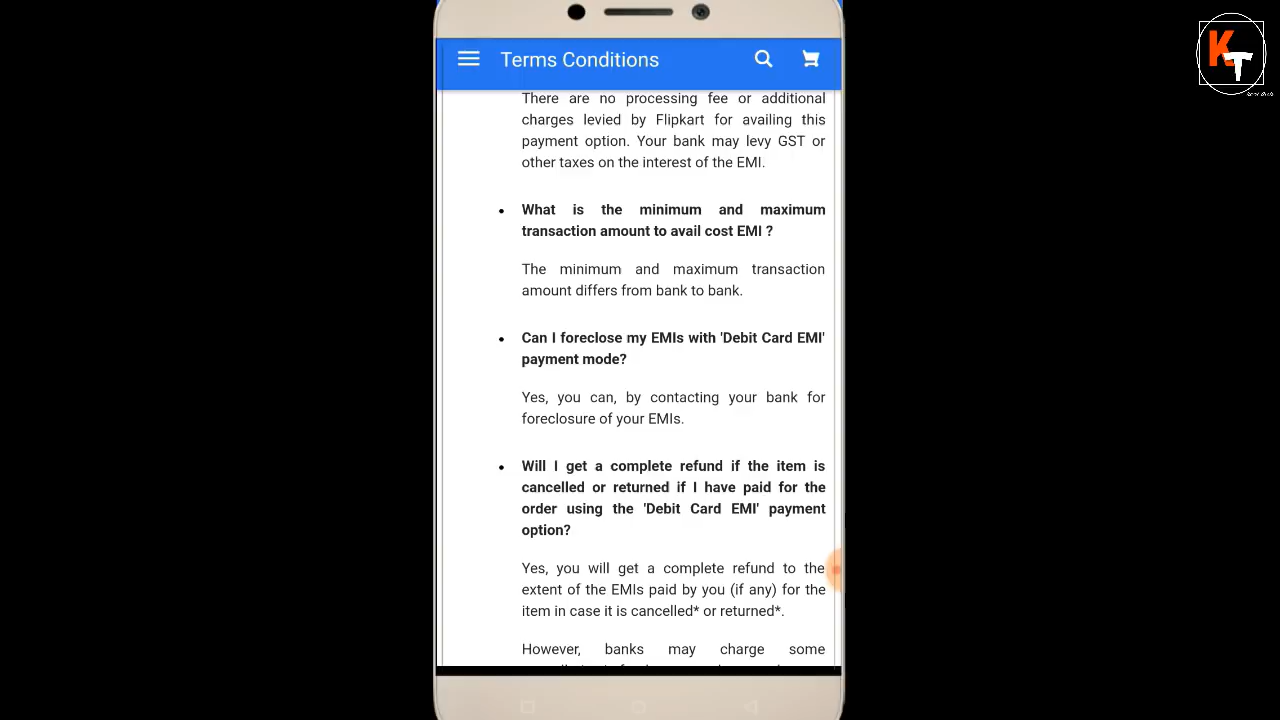 Terms Conditions
There are no processing fee or additional
charges levied by Flipkart for availing this
payment option. Your bank may levy GST or
other taxes on the interest of the EMI.
• What is the minimum and maximum
transaction amount to avail cost EMI ?
The minimum and maximum transaction
amount differs from bank to bank.
• Can I foreclose my EMIs with 'Debit Card EMI'
payment mode?
Yes, you can, by contacting your bank for
foreclosure of your EMIs.
• Will I get a complete refund if the item is
cancelled or returned if I have paid for the
order using the 'Debit Card EMI' payment
option?
Yes, you will get a complete refund to the
extent of the EMIs paid by you (if any) for the
item in case it is cancelled* or returned*.
However, banks may charge some
KT